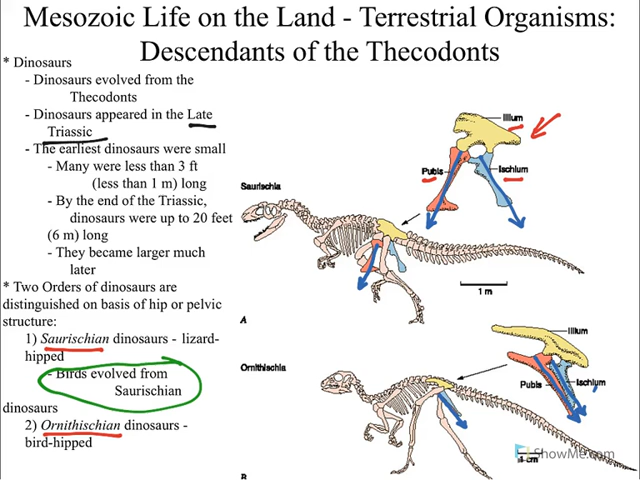 Mesozoic Life on the Land - Terrestrial Organisms:
Descendants of the Thecodonts
* Dinosaurs
- Dinosaurs evolved from the
Thecodonts
- Dinosaurs appeared in the Late
Triassic
- The earliest dinosaurs were small
- Many were less than 3 ft
(less than 1 m) long
- By the end of the Triassic,
dinosaurs were up to 20 feet
(6 m) long
- They became larger much
later
* Two Orders of dinosaurs are
distinguished on basis of hip or pelvic
structure:
1) Saurischian dinosaurs - lizard-
hipped
- Birds evolved from
Saurischian
dinosaurs
2) Ornithischian dinosaurs -
bird-hipped
Illum
Pubis
Ischium
Saurischia
1 m
A
Illum
Ornithischia
Pubis
Ischium
1 cm
B
ShowMe.com